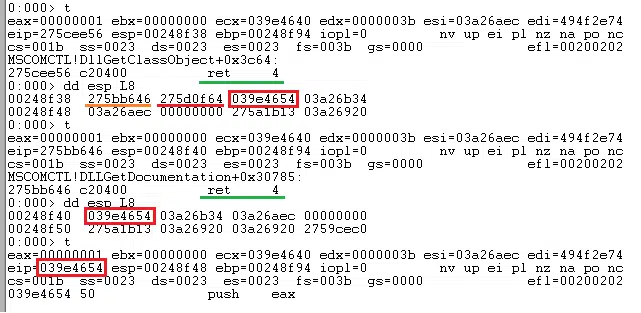 0:000> t
eax=00000001 ebx=00000000 ecx=039e4640 edx=0000003b esi=03a26aec edi=494f2e74
eip=275cee56 esp=00248f38 ebp=00248f94 iopl=0         nv up ei pl nz na po nc
cs=001b  ss=0023  ds=0023  es=0023  fs=003b  gs=0000             efl=00200202
MSCOMCTL!DllGetClassObject+0x3c64:
275cee56 c20400          ret     4
0:000> dd esp L8
00248f38  275bb646 275d0f64 039e4654 03a26b34
00248f48  03a26aec 00000000 275a1b13 03a26920
0:000> t
eax=00000001 ebx=00000000 ecx=039e4640 edx=0000003b esi=03a26aec edi=494f2e74
eip=275bb646 esp=00248f40 ebp=00248f94 iopl=0         nv up ei pl nz na po nc
cs=001b  ss=0023  ds=0023  es=0023  fs=003b  gs=0000             efl=00200202
MSCOMCTL!DLLGetDocumentation+0x30785:
275bb646 c20400          ret     4
0:000> dd esp L8
00248f40  039e4654 03a26b34 03a26aec 00000000
00248f50  275a1b13 03a26920 03a26920 2759cec0
0:000> t
eax=00000001 ebx=00000000 ecx=039e4640 edx=0000003b esi=03a26aec edi=494f2e74
eip=039e4654 esp=00248f48 ebp=00248f94 iopl=0         nv up ei pl nz na po nc
cs=001b  ss=0023  ds=0023  es=0023  fs=003b  gs=0000             efl=00200202
039e4654 50              push    eax